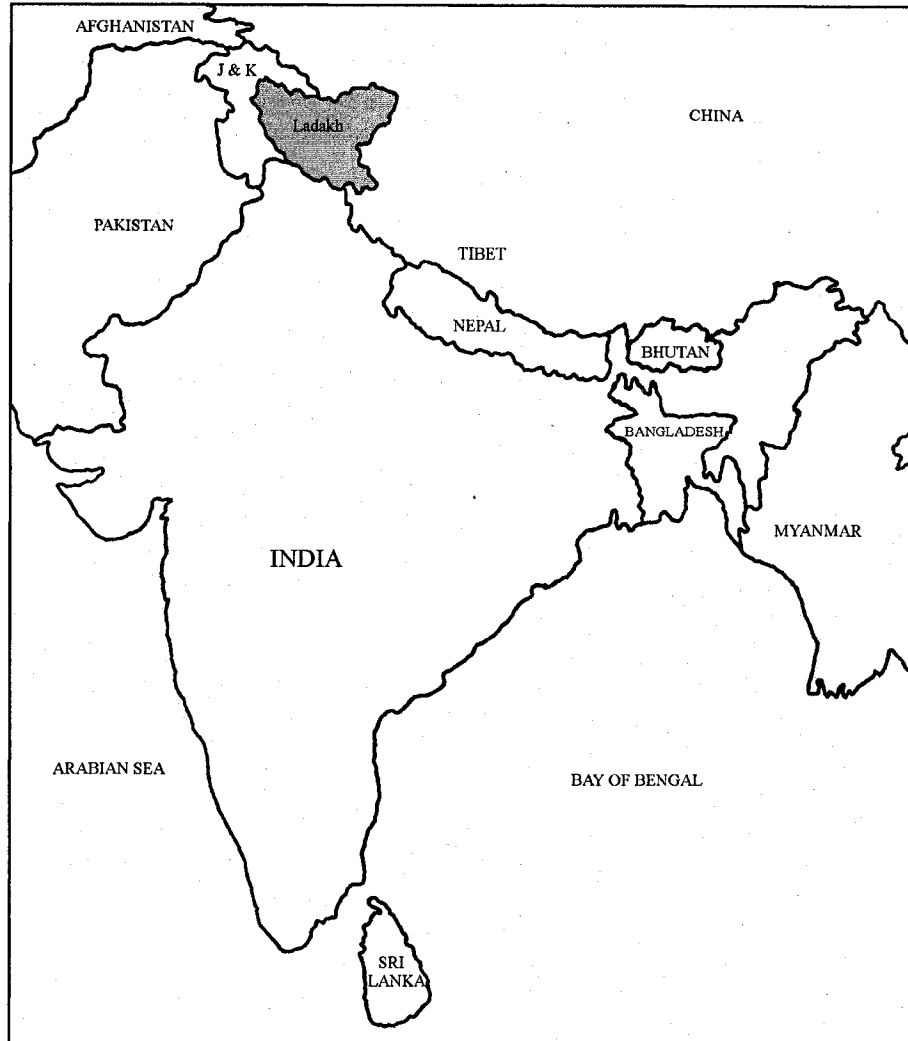 AFGHANISTAN
J & K
Ladakh
CHINA
PAKISTAN
TIBET
NEPAL
BHUTAN
BANGLADESH
MYANMAR
INDIA
ARABIAN SEA
BAY OF BENGAL
SRI
LANKA